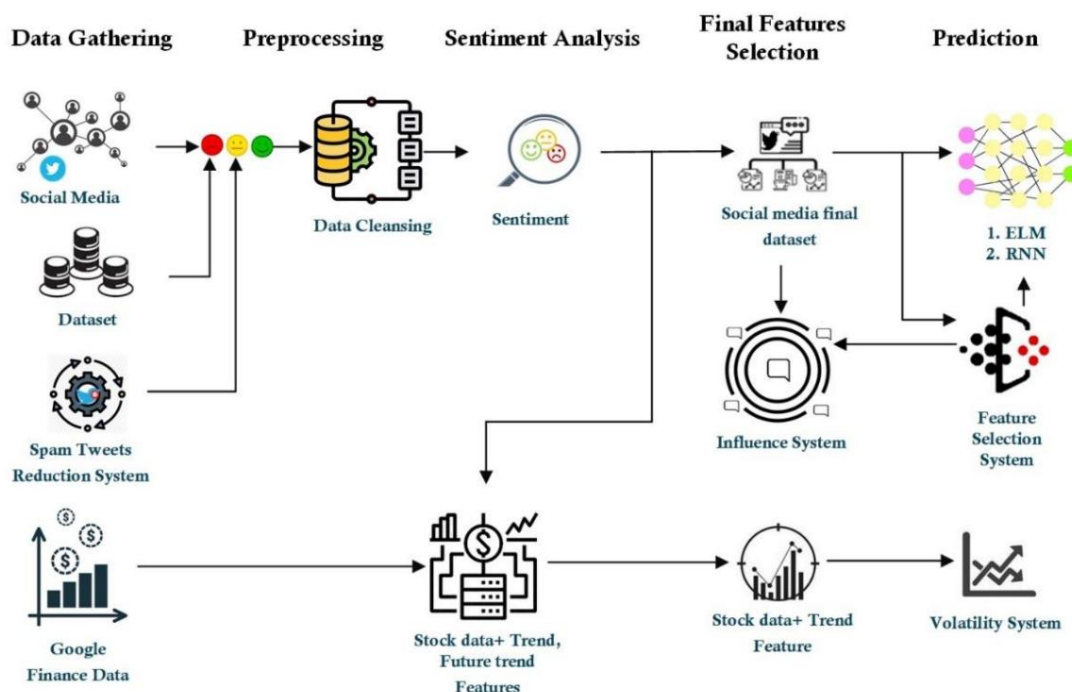 Data Gathering
Preprocessing
Sentiment Analysis
Final Features
Selection
Prediction
Social Media
Data Cleansing
Sentiment
Social media final
dataset
1. ELM
2. RNN
Dataset
Spam Tweets
Reduction System
Influence System
Feature
Selection
System
Google
Finance Data
Stock data+ Trend,
Future trend
Features
Stock data+ Trend
Feature
Volatility System